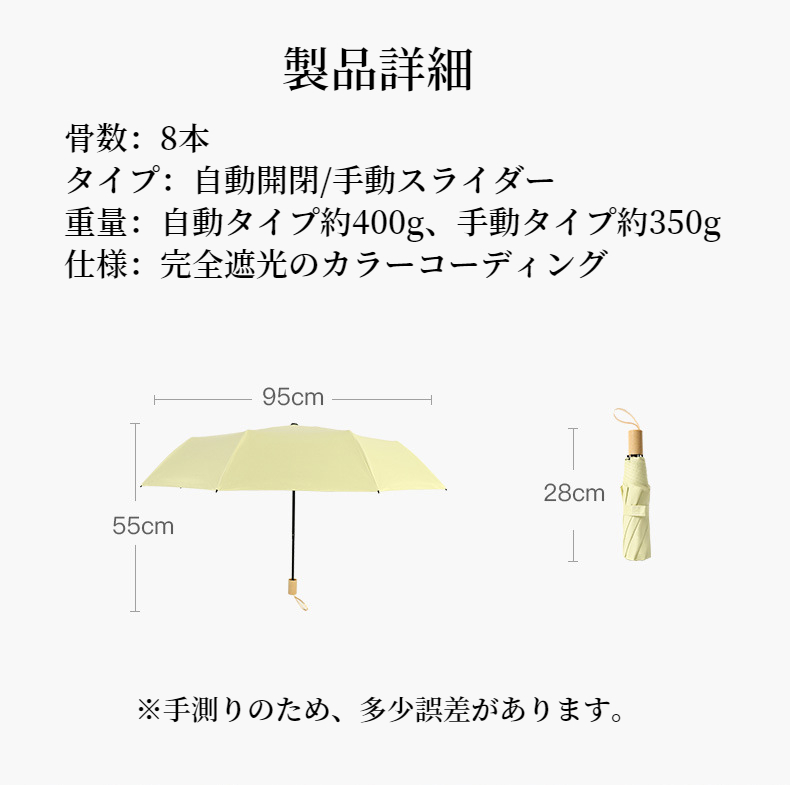 製品詳細
骨数：8本
タイプ：自動開閉/手動スライダー
重量：自動タイプ約400g、手動タイプ約350g
仕様：完全遮光のカラーコーディング
95cm
55cm
28cm
※手測りのため、多少誤差があります。